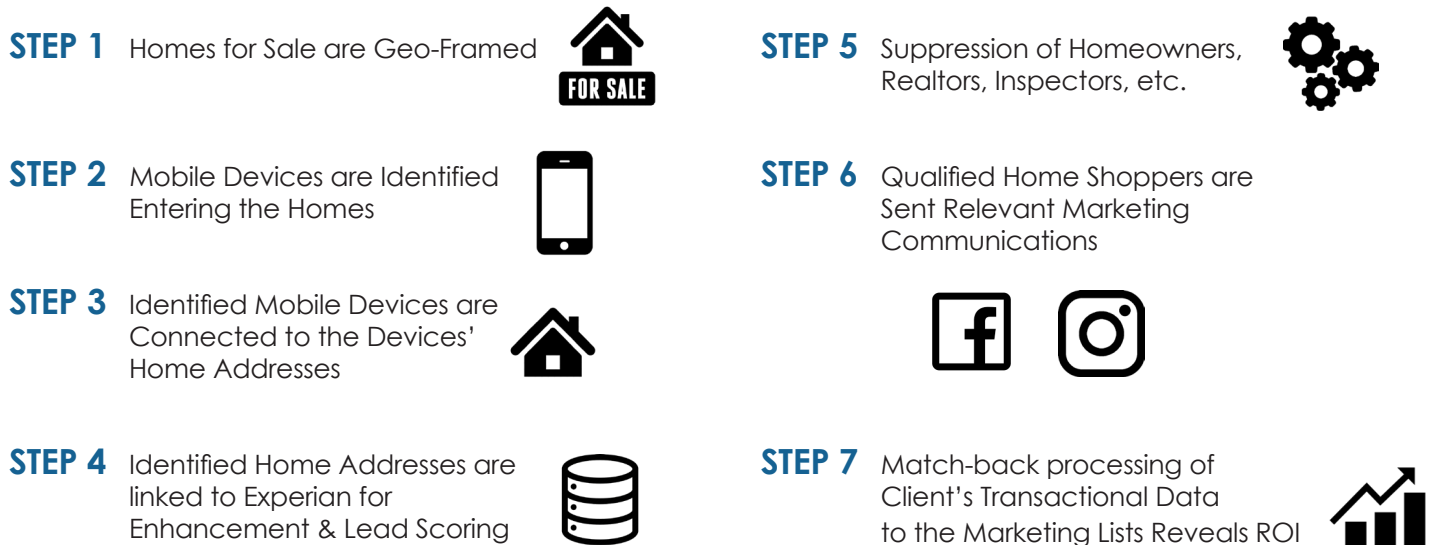 STEP 1 Homes for Sale are Geo-Framed
FOR SALE
STEP 2 Mobile Devices are Identified
Entering the Homes
STEP 3 Identified Mobile Devices are
Connected to the Devices’
Home Addresses
STEP 4 Identified Home Addresses are
linked to Experian for
Enhancement & Lead Scoring
STEP 5 Suppression of Homeowners,
Realtors, Inspectors, etc.
STEP 6 Qualified Home Shoppers are
Sent Relevant Marketing
Communications
STEP 7 Match-back processing of
Client’s Transactional Data
to the Marketing Lists Reveals ROI